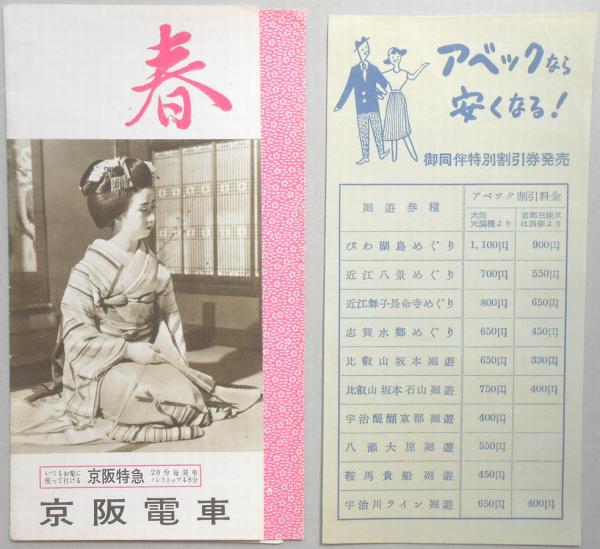 春
いつもお楽に
座って行ける
京阪特急
20分毎発車
ノンストップ48分
京阪電車
アベックなら
安くなる!
御同伴特別割引券発売
廻遊券種
アベック割引料金
大阪
天満橋より
京都三條又
は四條より
びわ湖島めぐり 1,100円 900円
近江八景めぐり 700円 550円
近江舞子長命寺めぐり 800円 650円
志賀水郷めぐり 650円 450円
比叡山坂本廻遊 650円 330円
比叡山坂本石山廻遊 750円 400円
宇治醍醐京都廻遊 400円
八瀬大原廻遊 550円
鞍馬貴船廻遊 450円
宇治川ライン廻遊 650円 400円